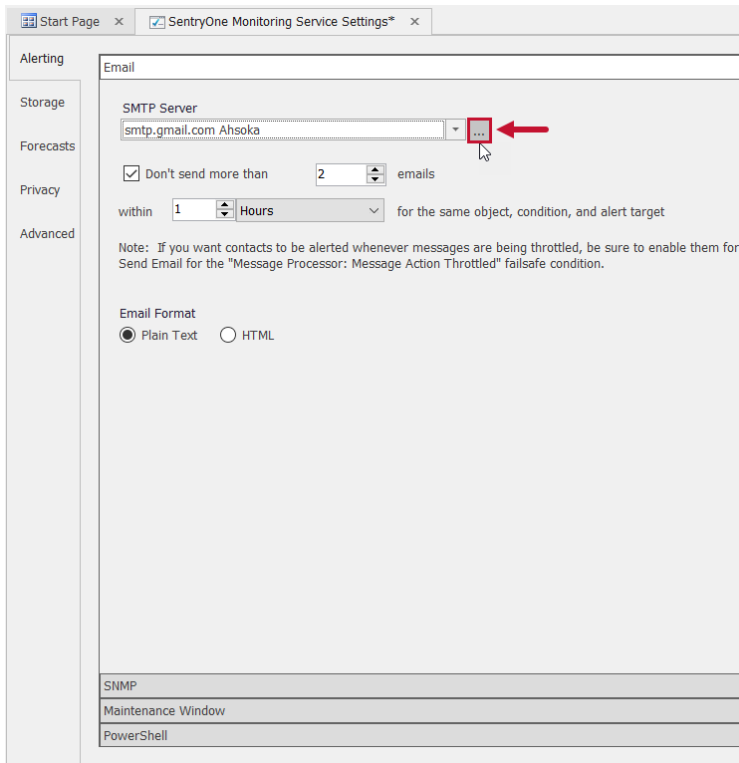 Start Page
SentryOne Monitoring Service Settings*
Alerting
Storage
Forecasts
Privacy
Advanced
Email
SMTP Server
smtp.gmail.com Ahsoka
...
Don't send more than 2 emails
within 1 Hours for the same object, condition, and alert target
Note: If you want contacts to be alerted whenever messages are being throttled, be sure to enable them for
Send Email for the "Message Processor: Message Action Throttled" failsafe condition.
Email Format
Plain Text HTML
SNMP
Maintenance Window
PowerShell